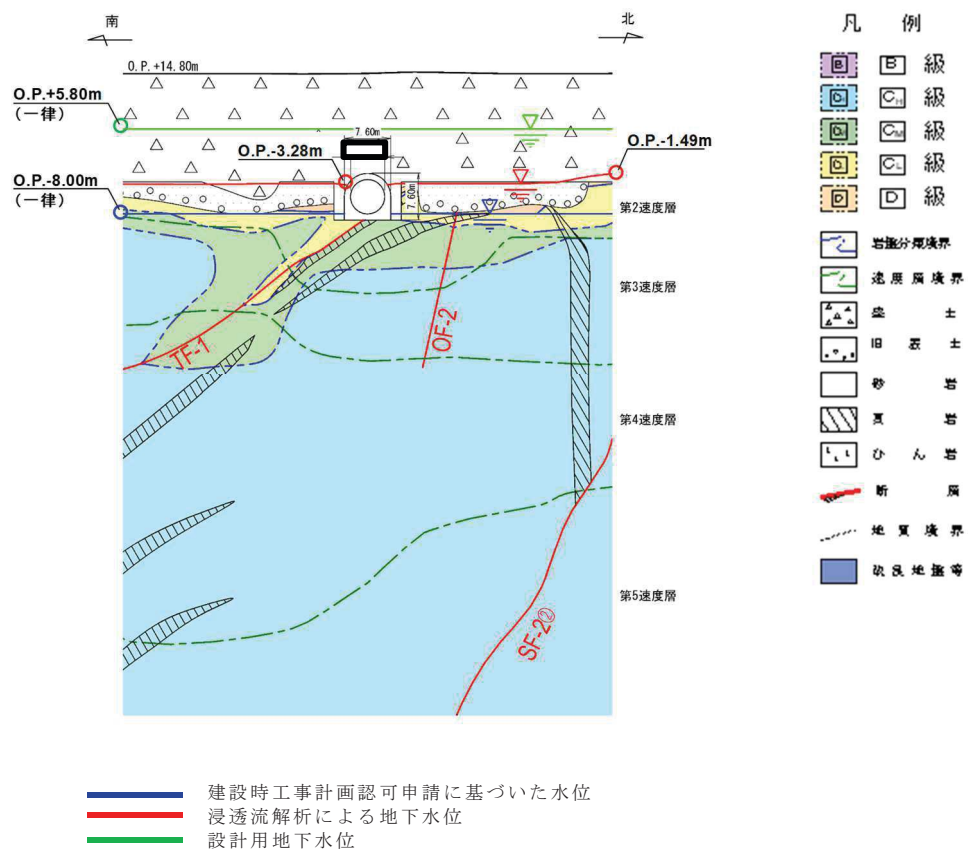 南
北
O.P.+14.80m
O.P.+5.80m
(一律)
7.60m
O.P.-3.28m
O.P.-1.49m
7.60m
O.P.-8.00m
(一律)
第2速度層
第3速度層
TF-1
OF-2
第4速度層
第5速度層
SF-2②
凡 例
B B 級
CH 級
CM 級
CL 級
D D 級
岩盤分類境界
速度層境界
盛 土
旧 表 土
砂 岩
頁 岩
ひ ん 岩
断 層
地 質 境 界
改 良 地 盤 等
建設時工事計画認可申請に基づいた水位
浸透流解析による地下水位
設計用地下水位